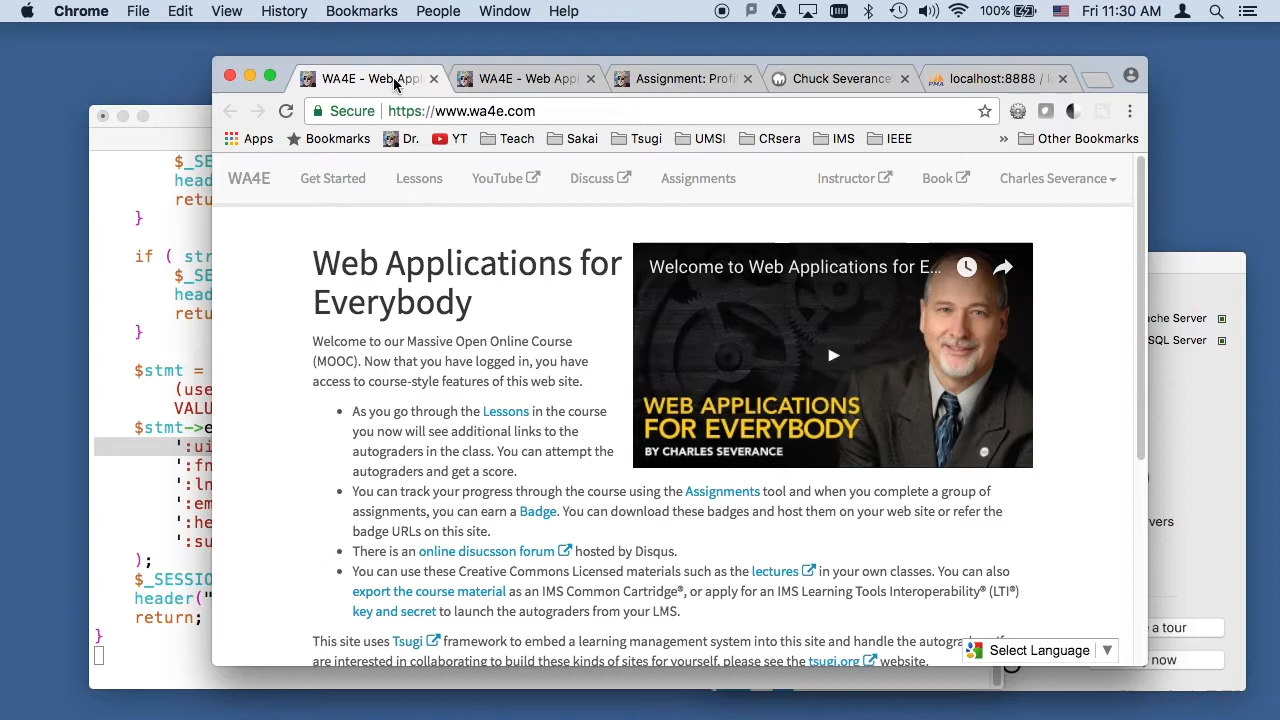 Chrome File Edit View History Bookmarks People Window Help 100% Fri 11:30 AM
WA4E - Web Appl
WA4E - Web Appl
Assignment: Profi
Chuck Severance
localhost:8888 / lo
Secure https://www.wa4e.com
Apps Bookmarks Dr. YT Teach Sakai Tsugi UMSI CRsera IMS IEEE » Other Bookmarks
WA4E Get Started Lessons YouTube Discuss Assignments Instructor Book Charles Severance
Web Applications for
Everybody
Welcome to our Massive Open Online Course
(MOOC). Now that you have logged in, you have
access to course-style features of this web site.
• As you go through the Lessons in the course
you now will see additional links to the
autograders in the class. You can attempt the
autograders and get a score.
• You can track your progress through the course using the Assignments tool and when you complete a group of
assignments, you can earn a Badge. You can download these badges and host them on your web site or refer the
badge URLs on this site.
• There is an online disucsson forum hosted by Disqus.
• You can use these Creative Commons Licensed materials such as the lectures in your own classes. You can also
export the course material as an IMS Common Cartridge®, or apply for an IMS Learning Tools Interoperability® (LTI®)
key and secret to launch the autograders from your LMS.
This site uses Tsugi framework to embed a learning management system into this site and handle the autogra
are interested in collaborating to build these kinds of sites for yourself, please see the tsugi.org website.
Welcome to Web Applications for E...
WEB APPLICATIONS
FOR EVERYBODY
BY CHARLES SEVERANCE
Select Language ▼
$_SE
head
retu
}
if ( str
$_SE
head
retu
}
$stmt =
(use
VALU
$stmt->e
':ui
':fn
':ln
':em
':he
':su
);
$_SESSIO
header("
return;
}
che Server
SQL Server
vers
a tour
now